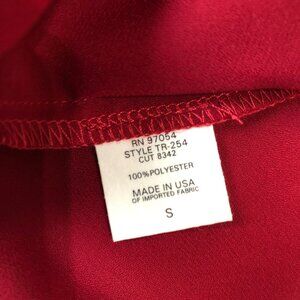 RN 97054
STYLE TR-254
CUT 8342
100%POLYESTER
MADE IN USA
OF IMPORTED FABRIC
S